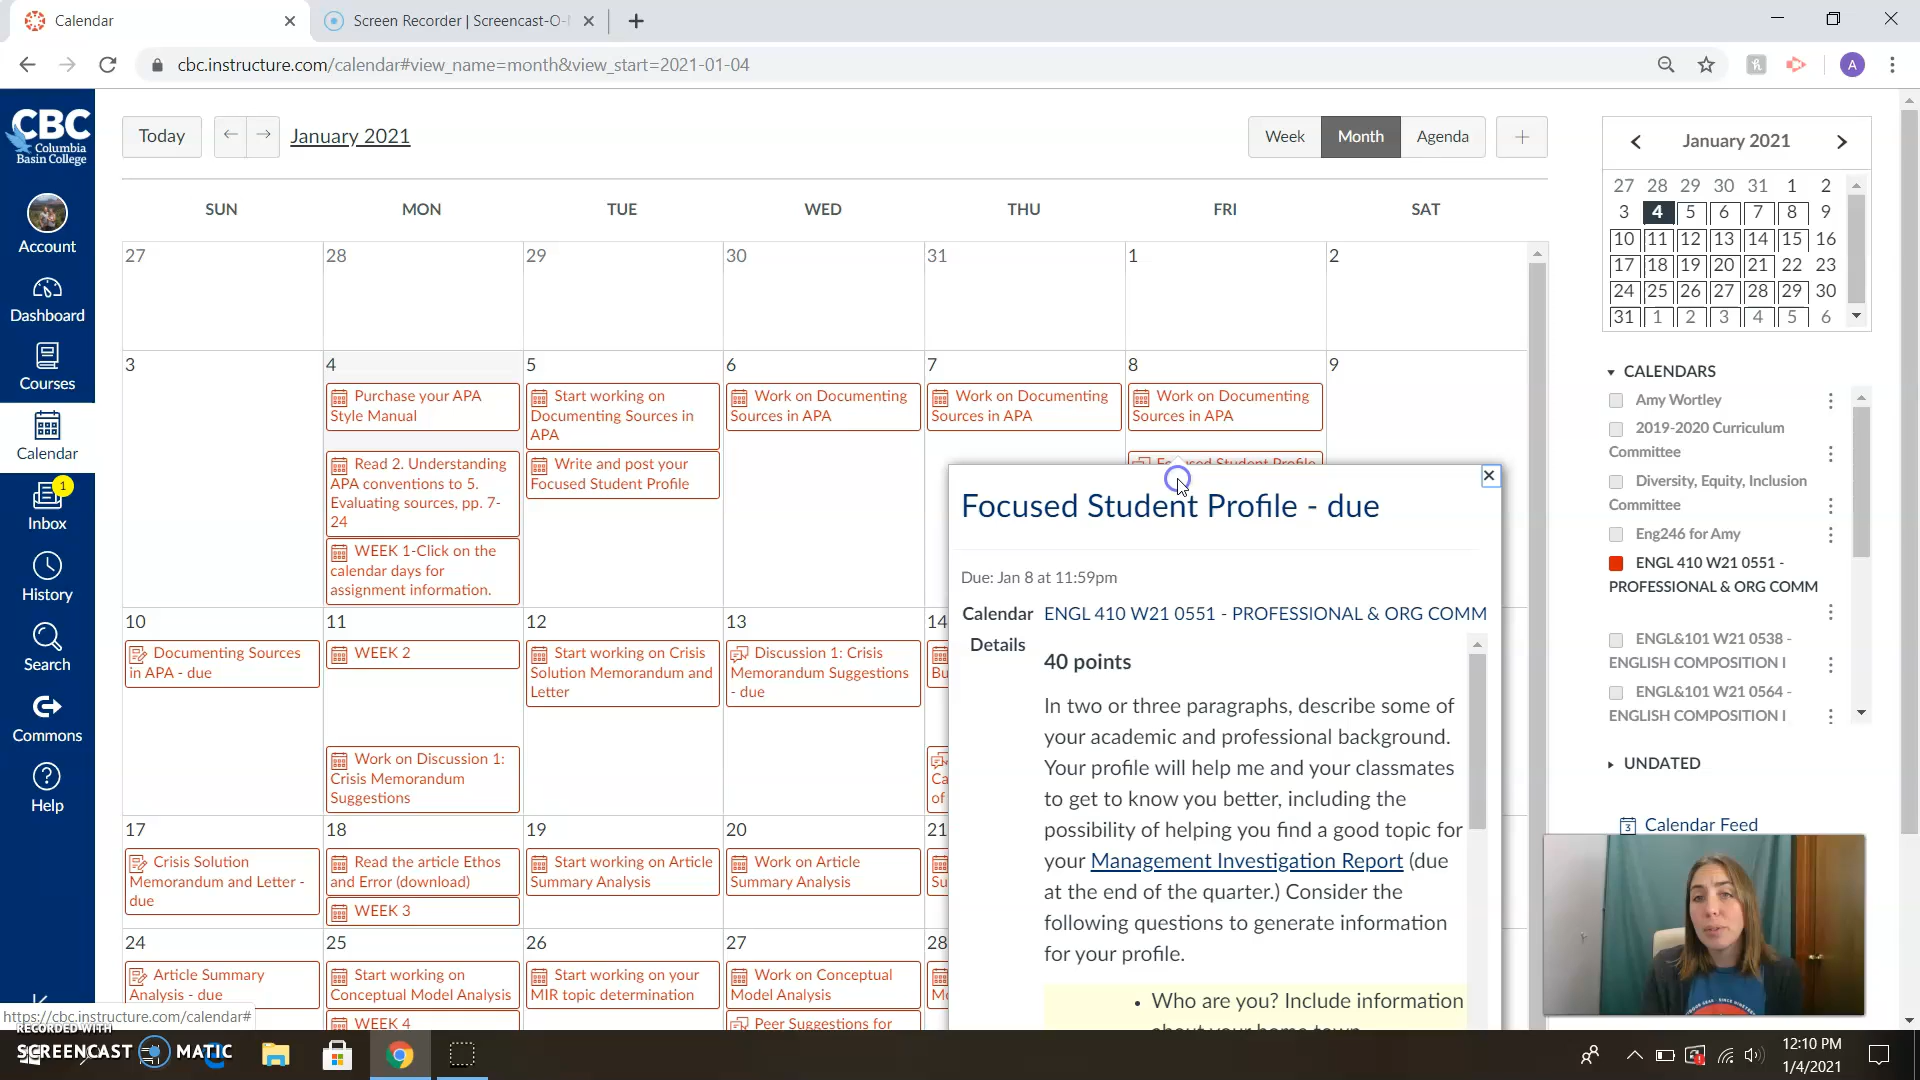 Calendar
Screen Recorder | Screencast-O-
cbc.instructure.com/calendar#view_name=month&view_start=2021-01-04
A
CBC
Columbia
Basin College
Account
Dashboard
Courses
Calendar
1
Inbox
History
Search
Commons
Help
Today
January 2021
Week
Month
Agenda
SUN
MON
TUE
WED
THU
FRI
SAT
27
28
29
30
31
1
2
3
4
5
6
7
8
9
Purchase your APA
Style Manual
Read 2. Understanding
APA conventions to 5.
Evaluating sources, pp. 7-
24
WEEK 1-Click on the
calendar days for
assignment information.
Start working on
Documenting Sources in
APA
Write and post your
Focused Student Profile
Work on Documenting
Sources in APA
Work on Documenting
Sources in APA
Work on Documenting
Sources in APA
Focused Student Profile
10
11
12
13
14
Documenting Sources
in APA - due
WEEK 2
Work on Discussion 1:
Crisis Memorandum
Suggestions
Start working on Crisis
Solution Memorandum and
Letter
Discussion 1: Crisis
Memorandum Suggestions
- due
Bu
Ca
of
17
18
19
20
21
Crisis Solution
Memorandum and Letter -
due
Read the article Ethos
and Error (download)
WEEK 3
Start working on Article
Summary Analysis
Work on Article
Summary Analysis
Su
24
25
26
27
28
Article Summary
Analysis - due
Start working on
Conceptual Model Analysis
WEEK 4
Start working on your
MIR topic determination
Work on Conceptual
Model Analysis
Peer Suggestions for
Mo
Focused Student Profile - due
Due: Jan 8 at 11:59pm
Calendar ENGL 410 W21 0551 - PROFESSIONAL & ORG COMM
Details
40 points
In two or three paragraphs, describe some of
your academic and professional background.
Your profile will help me and your classmates
to get to know you better, including the
possibility of helping you find a good topic for
your Management Investigation Report (due
at the end of the quarter.) Consider the
following questions to generate information
for your profile.
• Who are you? Include information
about your home town
January 2021
27 28 29 30 31 1 2
3 4 5 6 7 8 9
10 11 12 13 14 15 16
17 18 19 20 21 22 23
24 25 26 27 28 29 30
31 1 2 3 4 5 6
CALENDARS
Amy Wortley
2019-2020 Curriculum
Committee
Diversity, Equity, Inclusion
Committee
Eng246 for Amy
ENGL 410 W21 0551 -
PROFESSIONAL & ORG COMM
ENGL&101 W21 0538 -
ENGLISH COMPOSITION I
ENGL&101 W21 0564 -
ENGLISH COMPOSITION I
UNDATED
3
Calendar Feed
https://cbc.instructure.com/calendar#
RECORDED WITH
SCREENCAST MATIC
12:10 PM
1/4/2021